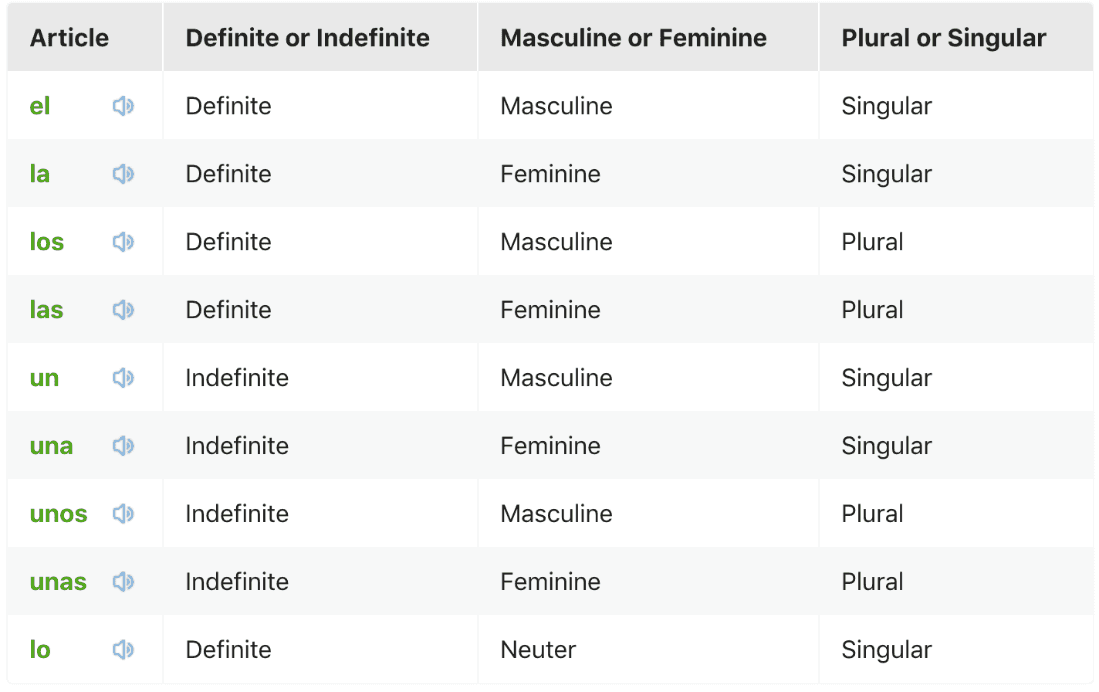 Article Definite or Indefinite Masculine or Feminine Plural or Singular
el Definite Masculine Singular
la Definite Feminine Singular
los Definite Masculine Plural
las Definite Feminine Plural
un Indefinite Masculine Singular
una Indefinite Feminine Singular
unos Indefinite Masculine Plural
unas Indefinite Feminine Plural
lo Definite Neuter Singular